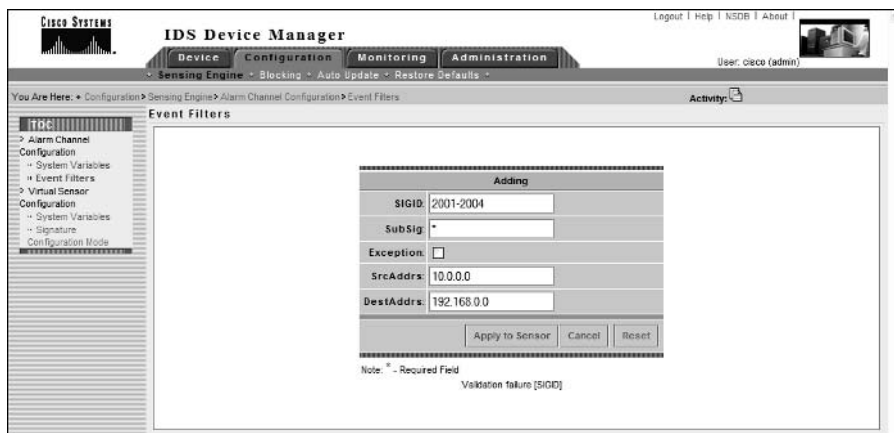 CISCO SYSTEMS
Logout | Help | NSDB | About |
IDS Device Manager
Device Configuration Monitoring Administration
User: cisco (admin)
• Sensing Engine • Blocking • Auto Update • Restore Defaults •
You Are Here: • Configuration > Sensing Engine > Alarm Channel Configuration > Event Filters
Activity:
Event Filters
TOC
> Alarm Channel
Configuration
·· System Variables
·· Event Filters
> Virtual Sensor
Configuration
·· System Variables
·· Signature
Configuration Mode
Adding
SIGID: 2001-2004
SubSig: *
Exception:
SrcAddrs: 10.0.0.0
DestAddrs: 192.168.0.0
Apply to Sensor Cancel Reset
Note: * - Required Field
Validation failure [SIGID]